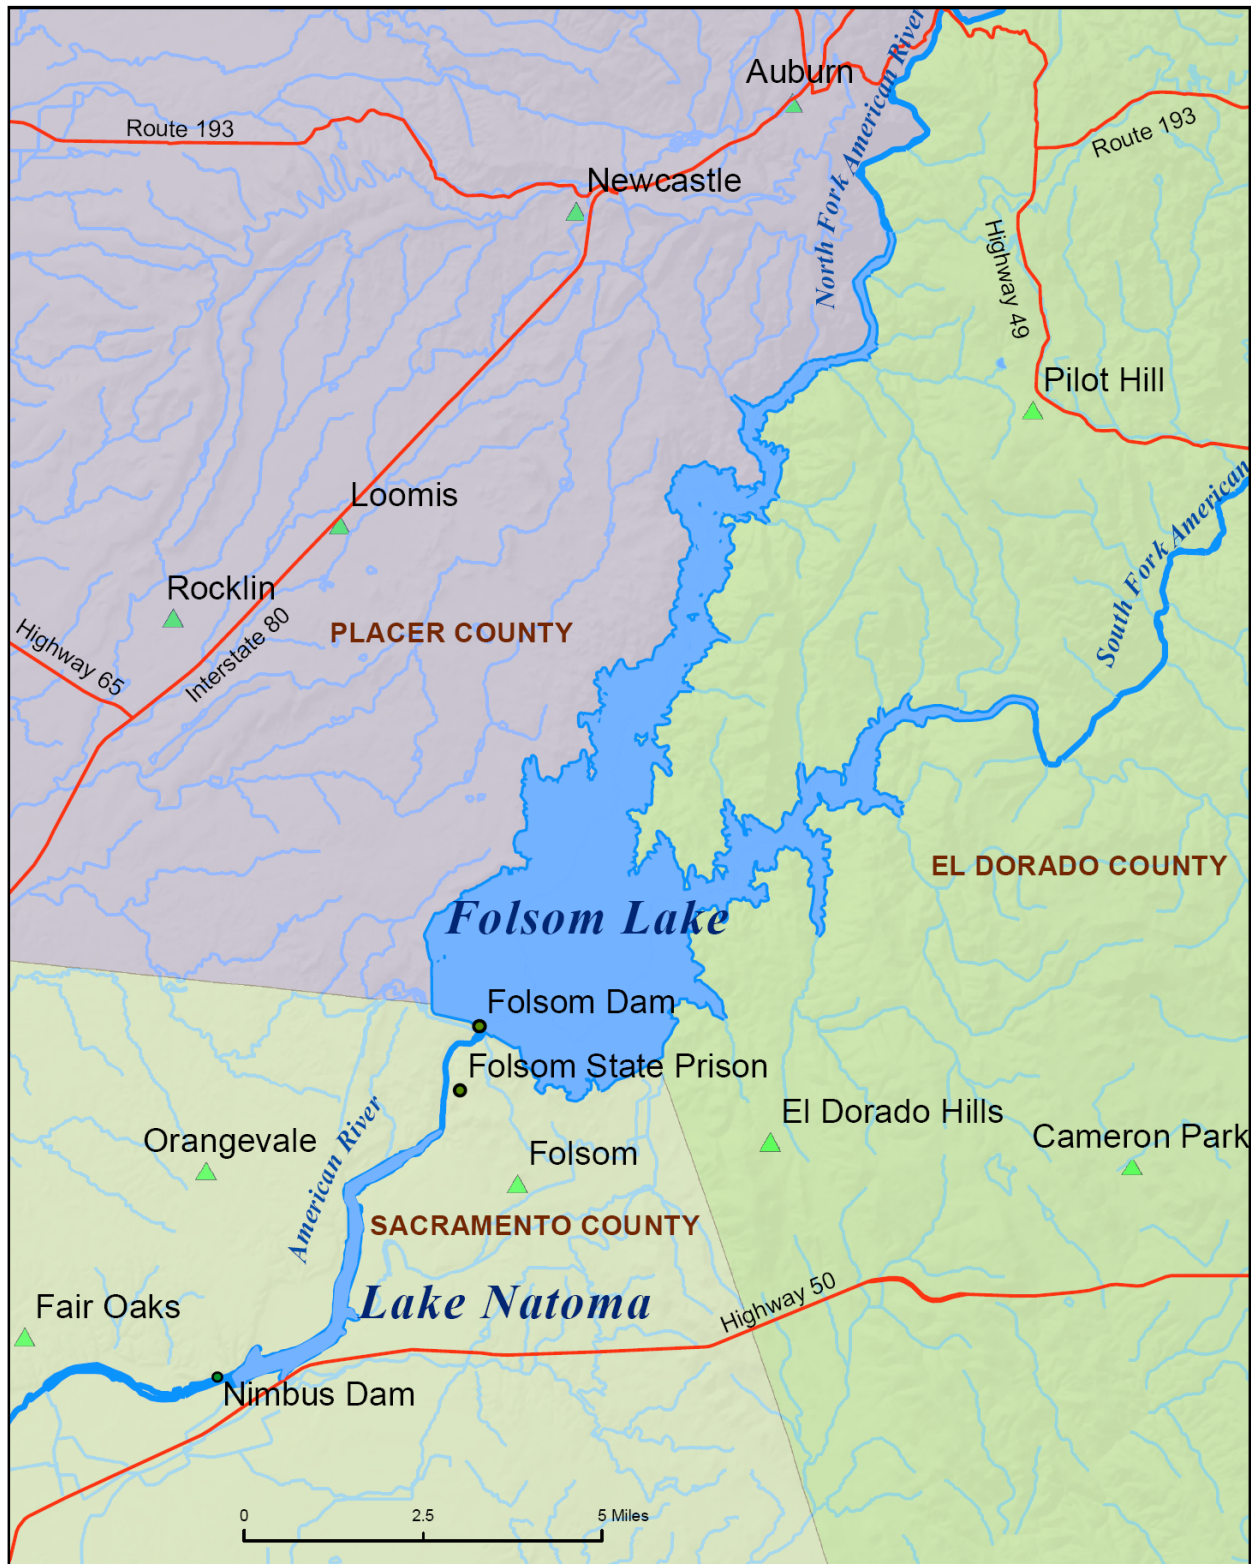 North Fork American River
Auburn
Route 193
Route 193
Newcastle
Highway 49
Pilot Hill
Loomis
South Fork American
Rocklin
Highway 65
Interstate 80
PLACER COUNTY
EL DORADO COUNTY
Folsom Lake
Folsom Dam
Folsom State Prison
El Dorado Hills
Cameron Park
Orangevale
American River
Folsom
SACRAMENTO COUNTY
Lake Natoma
Highway 50
Fair Oaks
Nimbus Dam
0 2.5 5 Miles